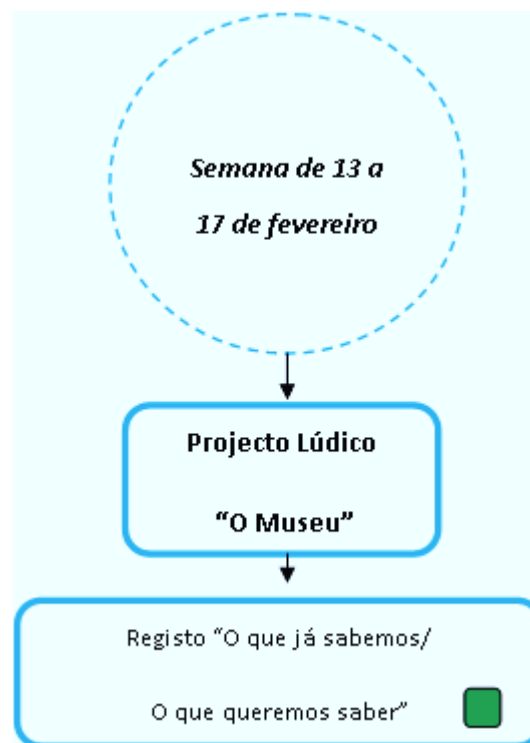 Semana de 13 a
17 de fevereiro
Projecto Lúdico
“O Museu”
Registo “O que já sabemos/
O que queremos saber”